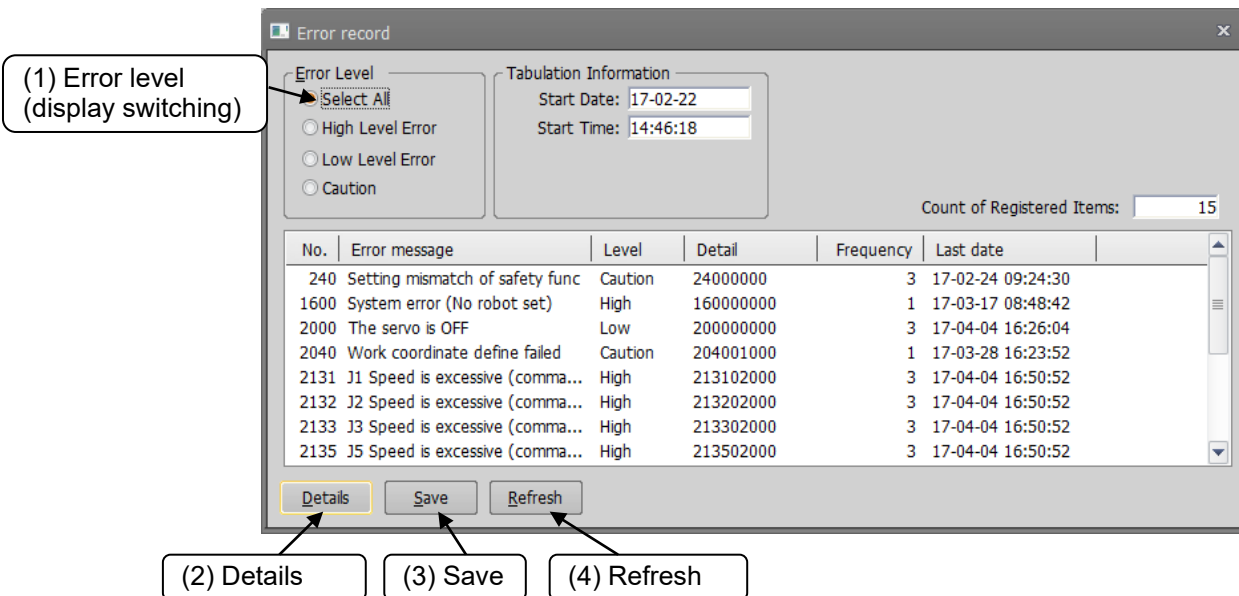 Error record
(1) Error level
(display switching)
Error Level
Select All
High Level Error
Low Level Error
Caution
Tabulation Information
Start Date: 17-02-22
Start Time: 14:46:18
Count of Registered Items: 15
No. Error message Level Detail Frequency Last date
240 Setting mismatch of safety func Caution 24000000 3 17-02-24 09:24:30
1600 System error (No robot set) High 160000000 1 17-03-17 08:48:42
2000 The servo is OFF Low 200000000 3 17-04-04 16:26:04
2040 Work coordinate define failed Caution 204001000 1 17-03-28 16:23:52
2131 J1 Speed is excessive (comma... High 213102000 3 17-04-04 16:50:52
2132 J2 Speed is excessive (comma... High 213202000 3 17-04-04 16:50:52
2133 J3 Speed is excessive (comma... High 213302000 3 17-04-04 16:50:52
2135 J5 Speed is excessive (comma... High 213502000 3 17-04-04 16:50:52
Details Save Refresh
(2) Details (3) Save (4) Refresh